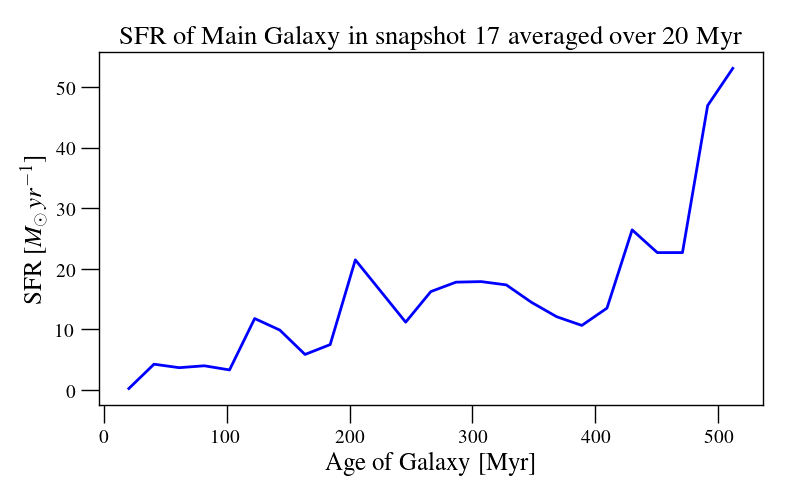 SFR of Main Galaxy in snapshot 17 averaged over 20 Myr
SFR [M⊙yr⁻¹]
50
40
30
20
10
0
0 100 200 300 400 500
Age of Galaxy [Myr]